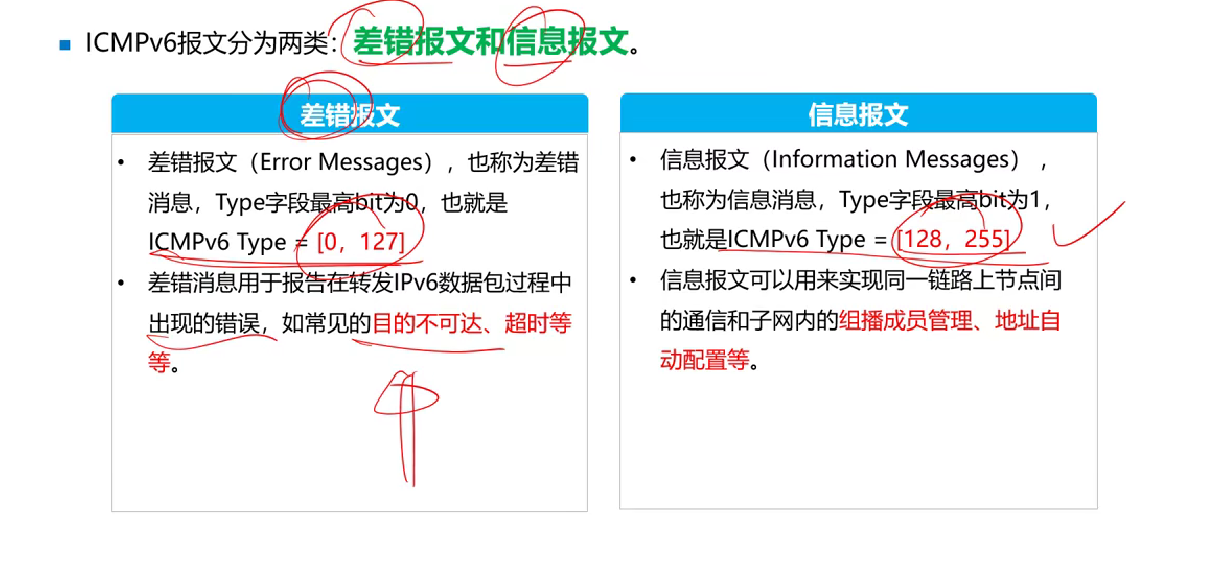 ICMPv6报文分为两类：差错报文和信息报文。
差错报文
差错报文（Error Messages），也称为差错
消息，Type字段最高bit为0，也就是
ICMPv6 Type = [0，127]
差错消息用于报告在转发IPv6数据包过程中
出现的错误，如常见的目的不可达、超时等
等。
信息报文
信息报文（Information Messages），
也称为信息消息，Type字段最高bit为1，
也就是ICMPv6 Type = [128，255]
信息报文可以用来实现同一链路上节点间
的通信和子网内的组播成员管理、地址自
动配置等。